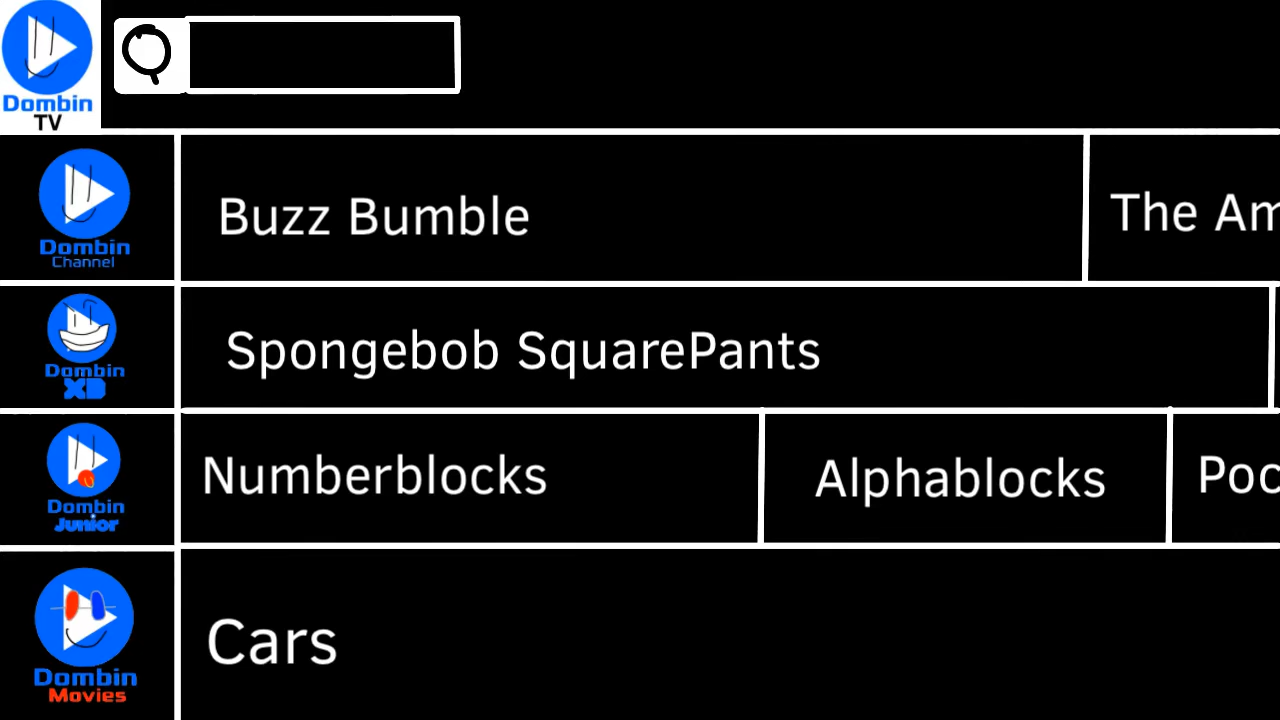 Dombin
TV
Dombin
Channel
Buzz Bumble
The Am
Dombin
XD
Spongebob SquarePants
Dombin
Junior
Numberblocks
Alphablocks
Poc
Dombin
Movies
Cars